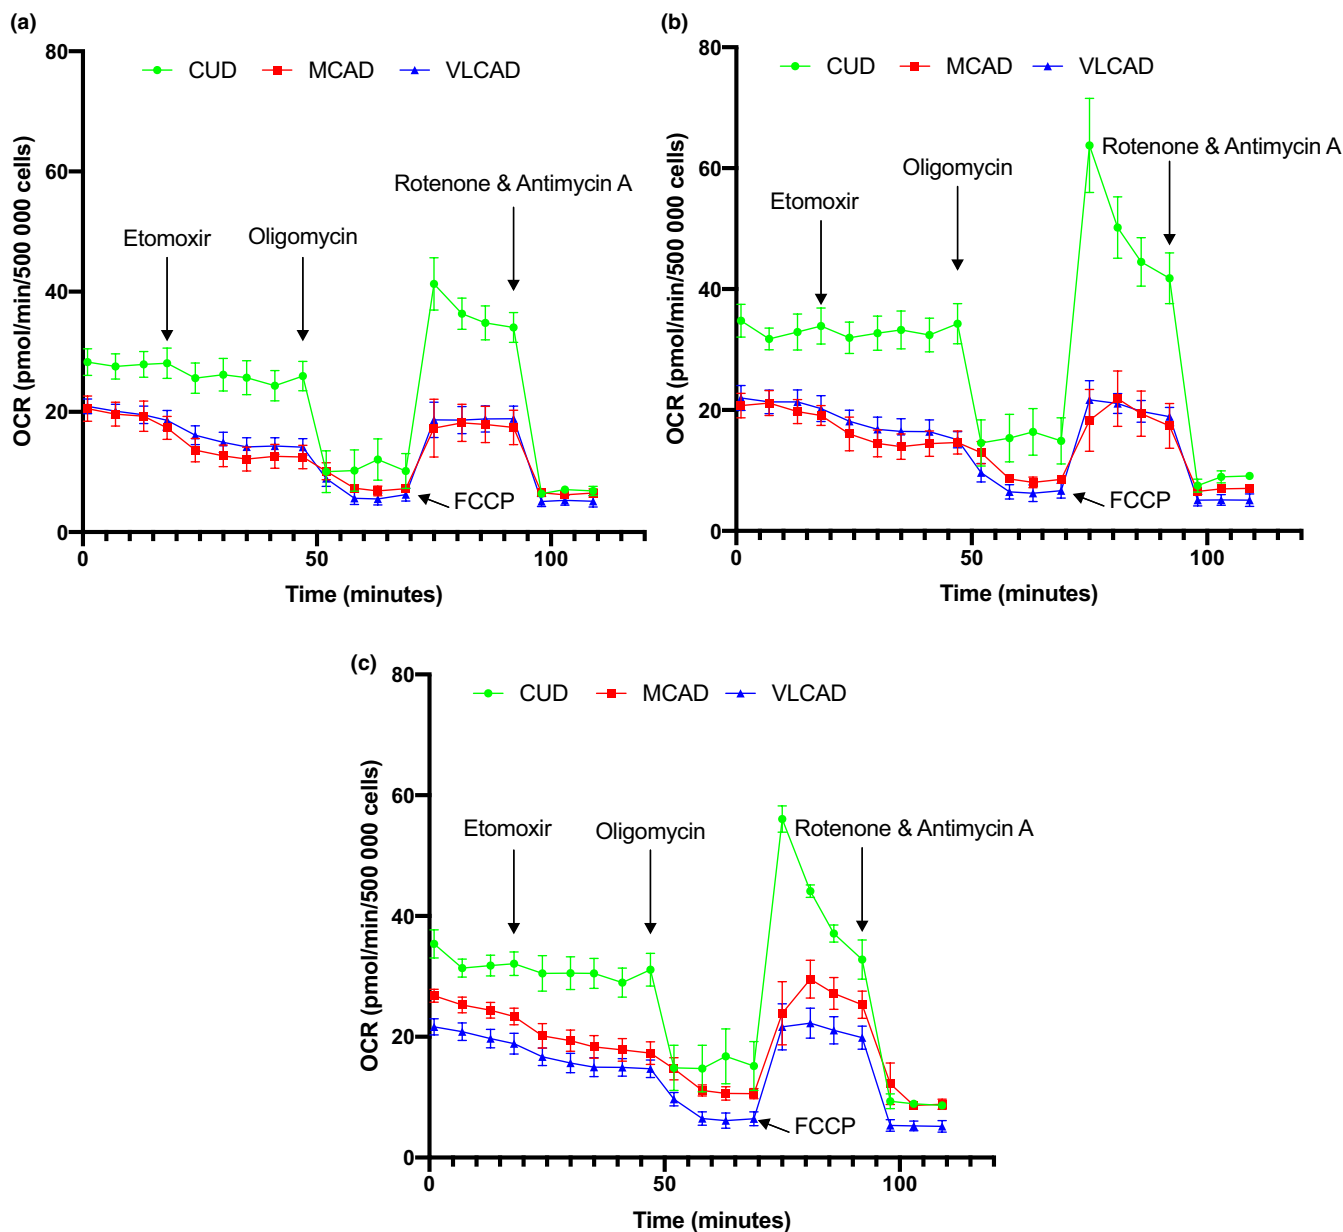 (a)
80
60
40
20
0
OCR (pmol/min/500 000 cells)
CUD MCAD VLCAD
Etomoxir
Oligomycin
Rotenone & Antimycin A
FCCP
0 50 100
Time (minutes)
(b)
80
60
40
20
0
OCR (pmol/min/500 000 cells)
CUD MCAD VLCAD
Etomoxir
Oligomycin
Rotenone & Antimycin A
FCCP
0 50 100
Time (minutes)
(c)
80
60
40
20
0
OCR (pmol/min/500 000 cells)
CUD MCAD VLCAD
Etomoxir
Oligomycin
Rotenone & Antimycin A
FCCP
0 50 100
Time (minutes)